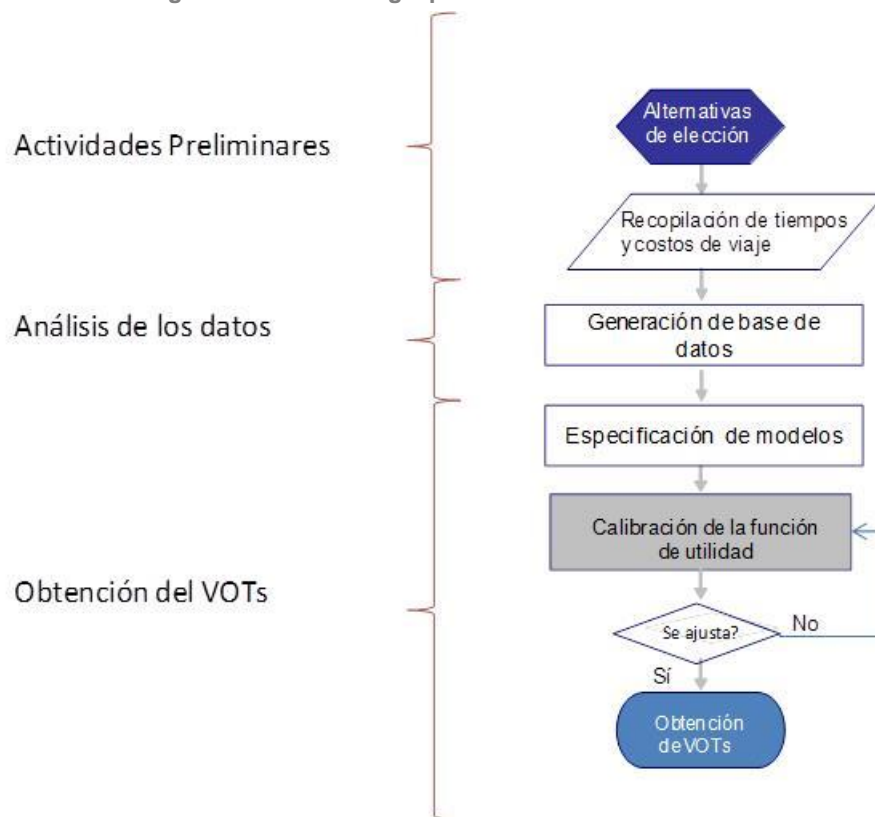 Actividades Preliminares
Alternativas
de elección
Recopilación de tiempos
y costos de viaje
Análisis de los datos
Generación de base de
datos
Especificación de modelos
Obtención del VOTs
Calibración de la función
de utilidad
Se ajusta?
No
Sí
Obtención
de VOTs